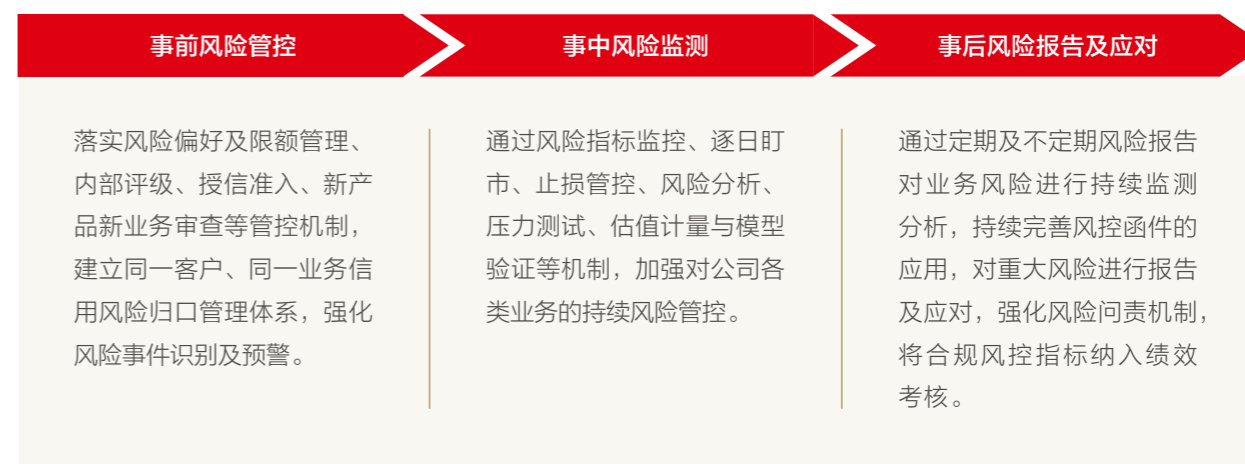 事前风险管控
落实风险偏好及限额管理、
内部评级、授信准入、新产
品新业务审查等管控机制，
建立同一客户、同一业务信
用风险归口管理体系，强化
风险事件识别及预警。
事中风险监测
通过风险指标监控、逐日盯
市、止损管控、风险分析、
压力测试、估值计量与模型
验证等机制，加强对公司各
类业务的持续风险管控。
事后风险报告及应对
通过定期及不定期风险报告
对业务风险进行持续监测
分析，持续完善风控函件的
应用，对重大风险进行报告
及应对，强化风险问责机制，
将合规风控指标纳入绩效
考核。